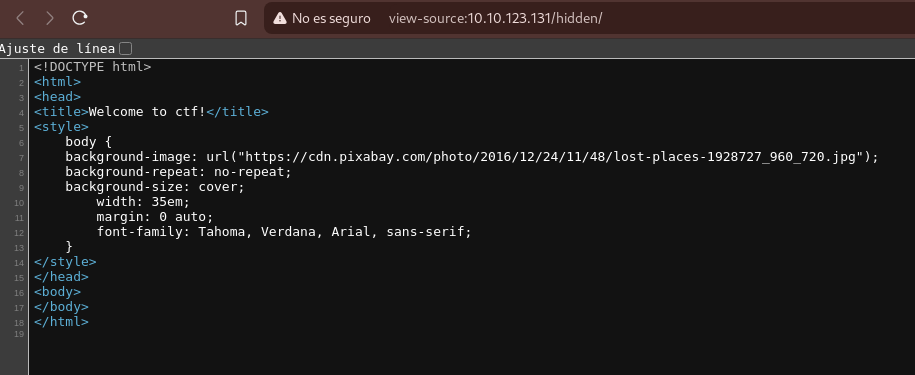 No es seguro view-source:10.10.123.131/hidden/
Ajuste de línea
1 <!DOCTYPE html>
2 <html>
3 <head>
4 <title>Welcome to ctf!</title>
5 <style>
6     body {
7     background-image: url("https://cdn.pixabay.com/photo/2016/12/24/11/48/lost-places-1928727_960_720.jpg");
8     background-repeat: no-repeat;
9     background-size: cover;
10         width: 35em;
11         margin: 0 auto;
12         font-family: Tahoma, Verdana, Arial, sans-serif;
13     }
14 </style>
15 </head>
16 <body>
17 </body>
18 </html>
19